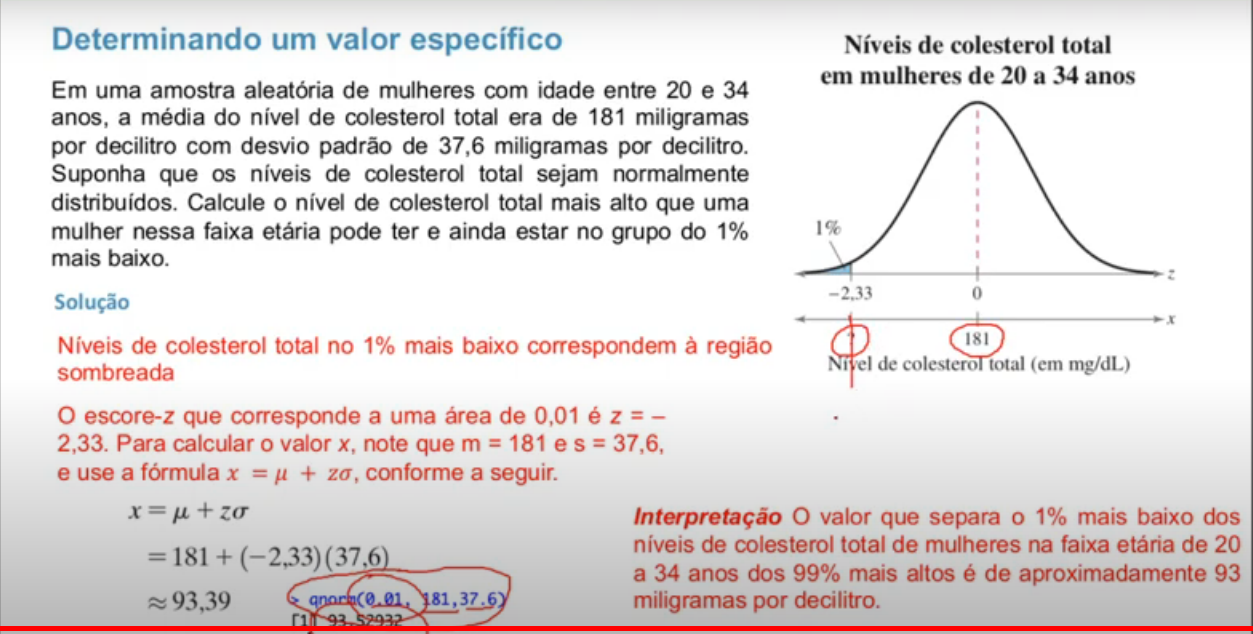 Determinando um valor específico
Em uma amostra aleatória de mulheres com idade entre 20 e 34
anos, a média do nível de colesterol total era de 181 miligramas
por decilitro com desvio padrão de 37,6 miligramas por decilitro.
Suponha que os níveis de colesterol total sejam normalmente
distribuídos. Calcule o nível de colesterol total mais alto que uma
mulher nessa faixa etária pode ter e ainda estar no grupo do 1%
mais baixo.
Solução
Níveis de colesterol total no 1% mais baixo correspondem à região
sombreada
O escore-z que corresponde a uma área de 0,01 é z = –
2,33. Para calcular o valor x, note que m = 181 e s = 37,6,
e use a fórmula x = μ + zσ, conforme a seguir.
x = μ + zσ
= 181 + (−2,33)(37,6)
≈ 93,39
> qnorm(0.01, 181,37.6)
[1] 93.52932
Níveis de colesterol total
em mulheres de 20 a 34 anos
1%
z
−2,33
0
x
?
181
Nível de colesterol total (em mg/dL)
Interpretação O valor que separa o 1% mais baixo dos
níveis de colesterol total de mulheres na faixa etária de 20
a 34 anos dos 99% mais altos é de aproximadamente 93
miligramas por decilitro.